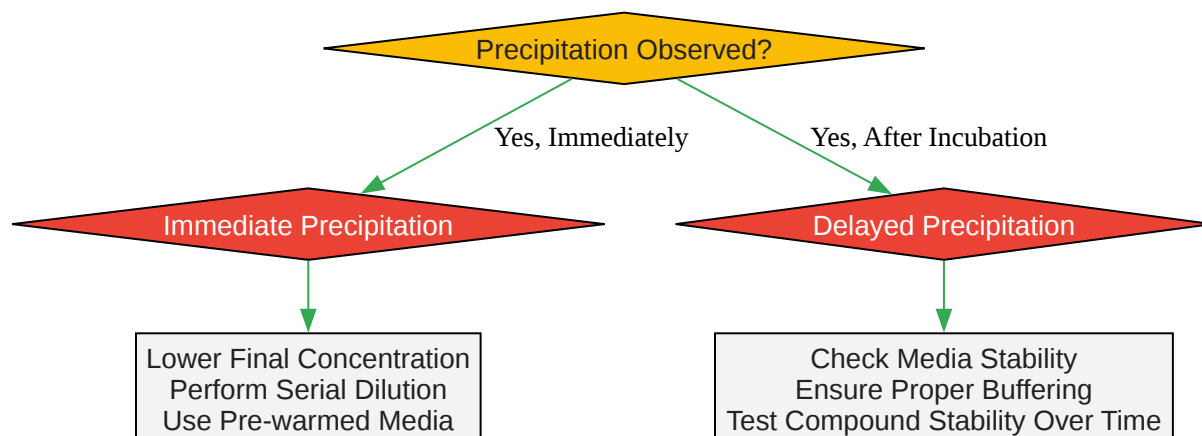 Precipitation Observed?
Yes, Immediately
Yes, After Incubation
Immediate Precipitation
Delayed Precipitation
Lower Final Concentration
Perform Serial Dilution
Use Pre-warmed Media
Check Media Stability
Ensure Proper Buffering
Test Compound Stability Over Time